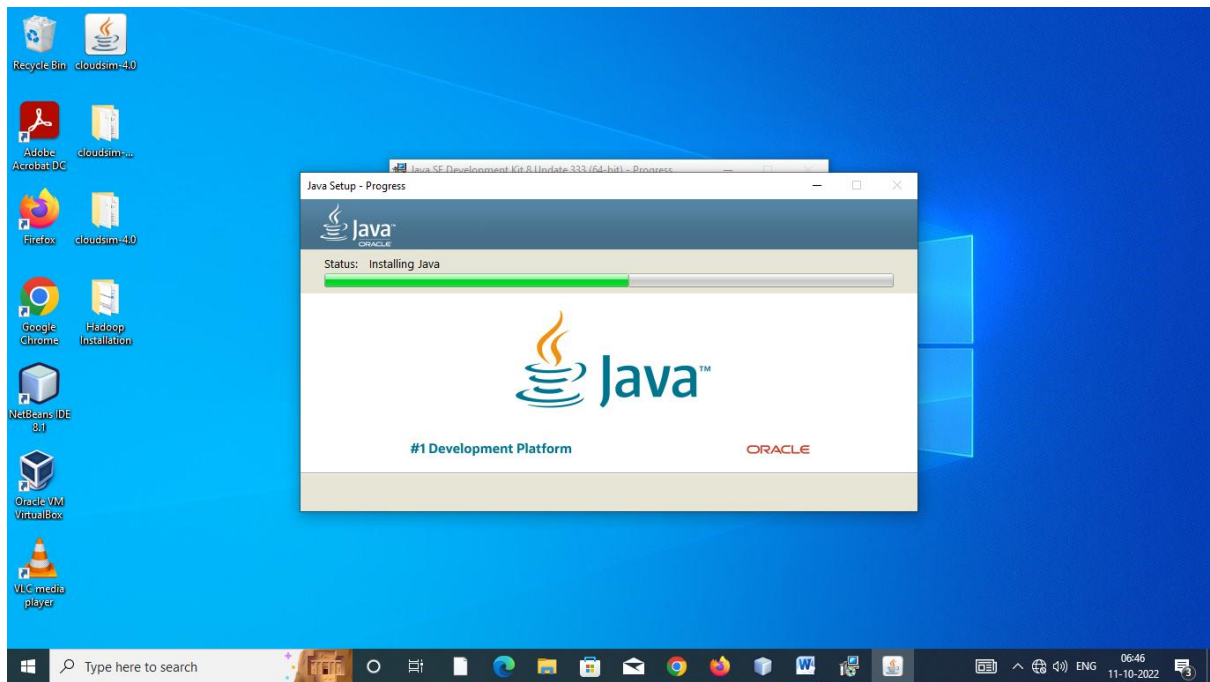 Recycle Bin
cloudsim-4.0
Adobe
Acrobat DC
cloudsim-...
Firefox
cloudsim-4.0
Google
Chrome
Hadoop
Installation
NetBeans IDE
8.1
Oracle VM
VirtualBox
VLC media
player
Java SE Development Kit 8 Update 333 (64-bit) - Progress
Java Setup - Progress
Java™
ORACLE
Status: Installing Java
Java™
#1 Development Platform
ORACLE
Type here to search
W
ENG
06:46
11-10-2022
3